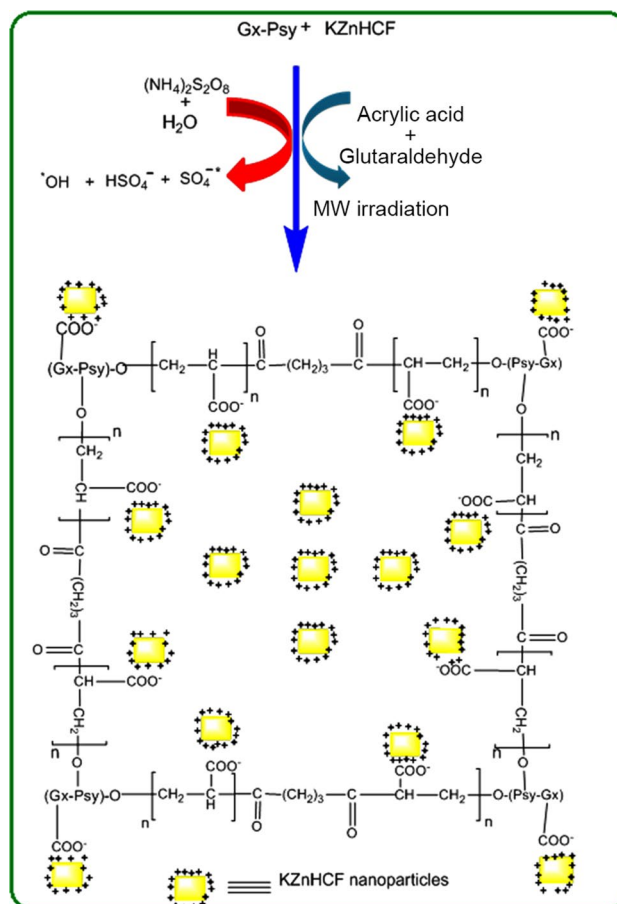 Gx-Psy + KZnHCF
(NH₄)₂S₂O₈
+
H₂O
Acrylic acid
+
Glutaraldehyde
*OH + HSO₄⁻ + SO₄⁻*
MW irradiation
COO⁻
COO⁻
(Gx-Psy)-O
CH₂
H
C
n
COO⁻
O
C
(CH₂)₃
O
C
H
C
CH₂
n
COO⁻
O-(Psy-Gx)
O
n
CH₂
CH
COO⁻
O
C
(CH₂)₃
O
C
CH
COO⁻
CH₂
n
O
O
n
CH₂
⁻OOC
CH
C
O
(CH₂)₃
C
O
⁻OOC
CH
CH₂
n
O
COO⁻
COO⁻
(Gx-Psy)-O
CH₂
C
H
n
C
O
(CH₂)₃
C
O
CH
CH₂
n
O-(Psy-Gx)
COO⁻
COO⁻
KZnHCF nanoparticles